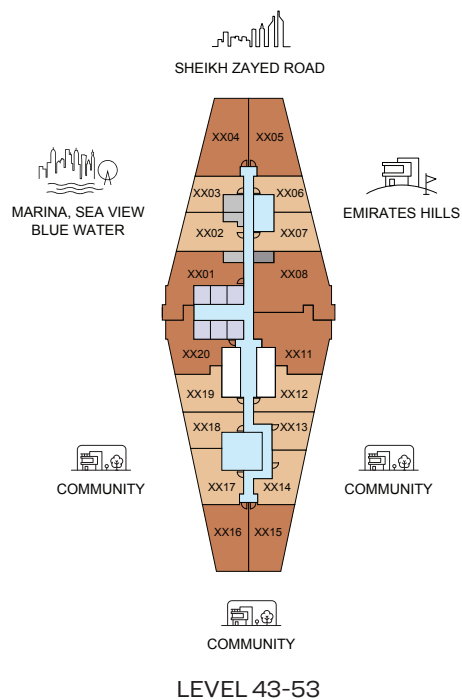 SHEIKH ZAYED ROAD
XX04
XX05
MARINA, SEA VIEW
BLUE WATER
EMIRATES HILLS
XX03
XX06
XX02
XX07
XX01
XX08
XX20
XX11
XX19
XX12
XX18
XX13
COMMUNITY
COMMUNITY
XX17
XX14
XX16
XX15
COMMUNITY
LEVEL 43-53